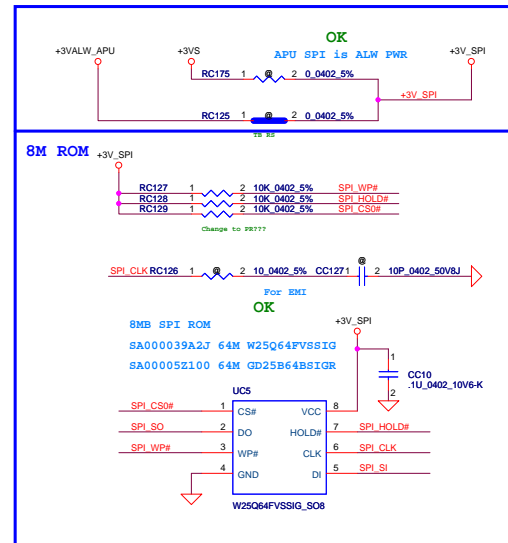 OK
APU SPI is ALW PWR
+3VALW_APU
+3VS
+3V_SPI
RC175 1 @ 2 0_0402_5%
+3V_SPI
RC125 1 @ 2 0_0402_5%
TB RS
8M ROM
+3V_SPI
RC127 1 2 10K_0402_5% SPI_WP#
RC128 1 2 10K_0402_5% SPI_HOLD#
RC129 1 2 10K_0402_5% SPI_CS0#
Change to PR???
SPI_CLK RC126 1 @ 2 10_0402_5% CC127 1 @ 2 10P_0402_50V8J
For EMI
OK
8MB SPI ROM
+3V_SPI
SA000039A2J 64M W25Q64FVSSIG
SA00005Z100 64M GD25B64BSIGR
1
CC10
.1U_0402_10V6-K
2
UC5
SPI_CS0# 1 CS# VCC 8
SPI_SO 2 DO HOLD# 7 SPI_HOLD#
SPI_WP# 3 WP# CLK 6 SPI_CLK
4 GND DI 5 SPI_SI
W25Q64FVSSIG_SO8